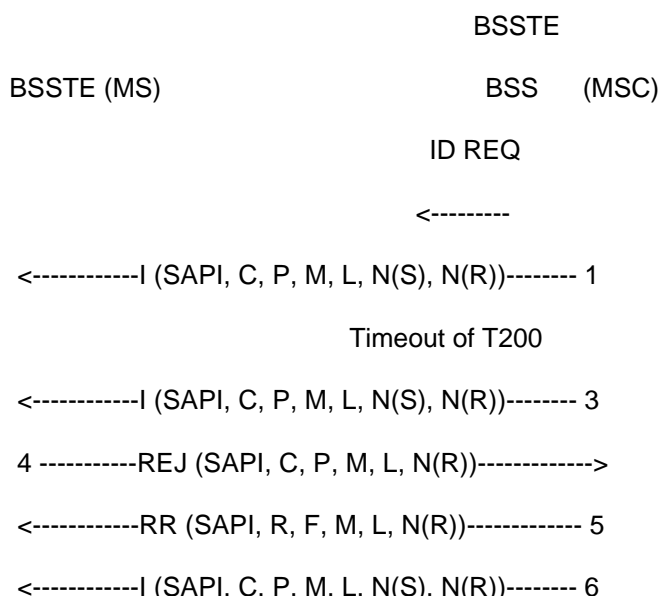 BSSTE
BSSTE (MS) BSS (MSC)
ID REQ
<---------
<------------I (SAPI, C, P, M, L, N(S), N(R))-------- 1
Timeout of T200
<------------I (SAPI, C, P, M, L, N(S), N(R))-------- 3
4 -----------REJ (SAPI, C, P, M, L, N(R))------------->
<------------RR (SAPI, R, F, M, L, N(R))------------- 5
<------------I (SAPI, C, P, M, L, N(S), N(R))-------- 6